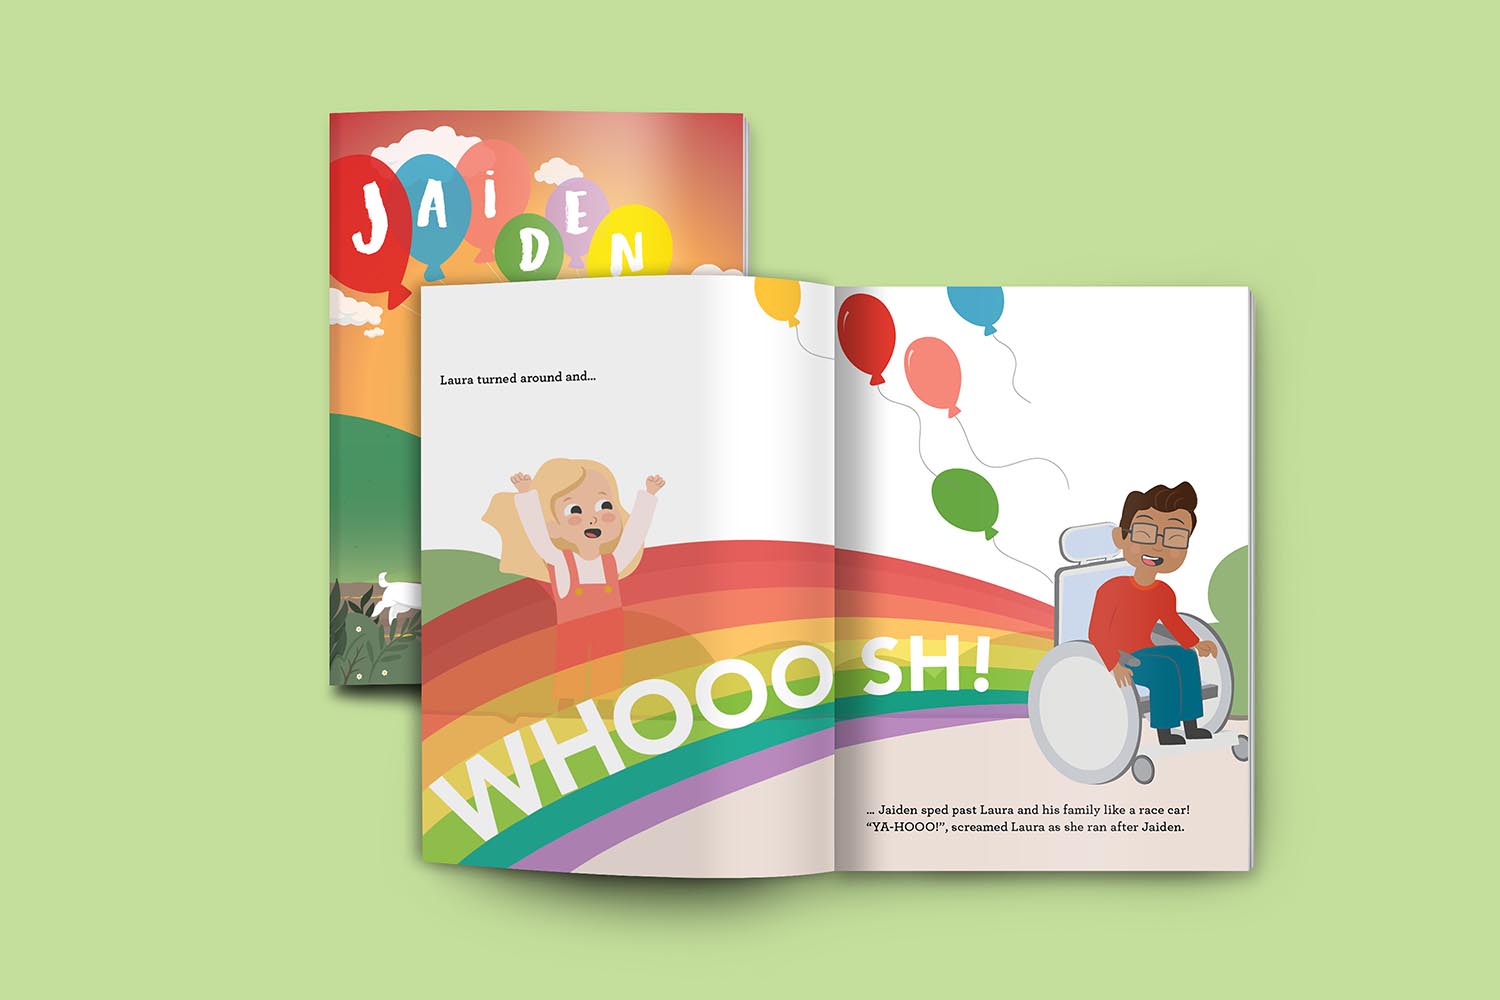 JAiDEN
Laura turned around and...
WHOOOOSH!
... Jaiden sped past Laura and his family like a race car!
“YA-HOOO!”, screamed Laura as she ran after Jaiden.